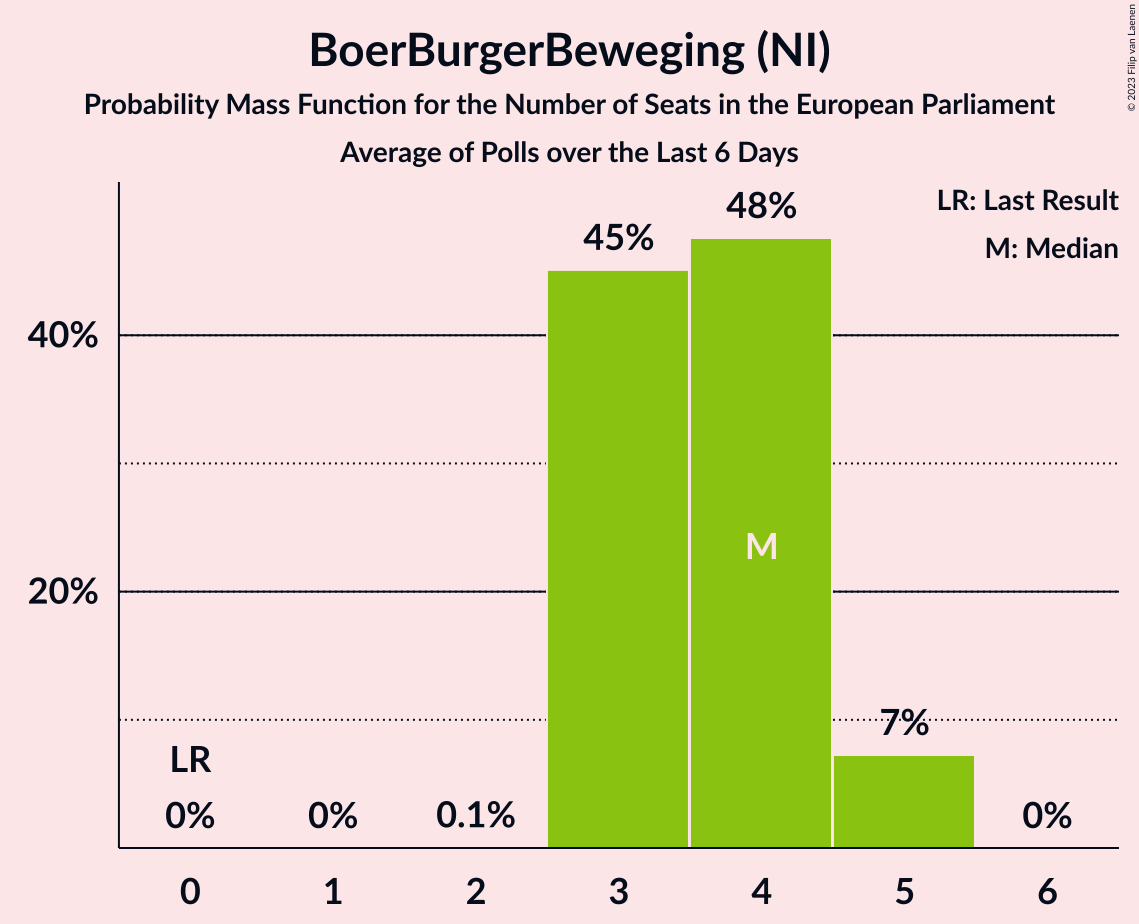 BoerBurgerBeweging (NI)
Probability Mass Function for the Number of Seats in the European Parliament
Average of Polls over the Last 6 Days
© 2023 Filip van Laenen
LR: Last Result
M: Median
48%
45%
40%
M
20%
7%
LR
0%
0%
0.1%
0%
0
1
2
3
4
5
6